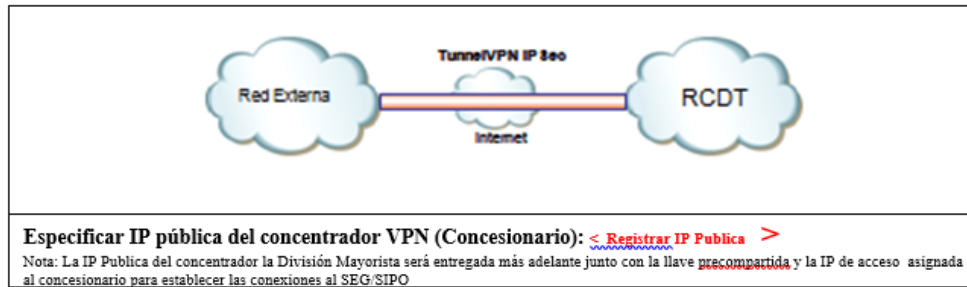 TunnelVPN IP Sec
Red Externa
RCDT
Internet
Especificar IP pública del concentrador VPN (Concesionario): < Registrar IP Publica >
Nota: La IP Publica del concentrador la División Mayorista será entregada más adelante junto con la llave precompartida y la IP de acceso asignada
al concesionario para establecer las conexiones al SEG/SIPO